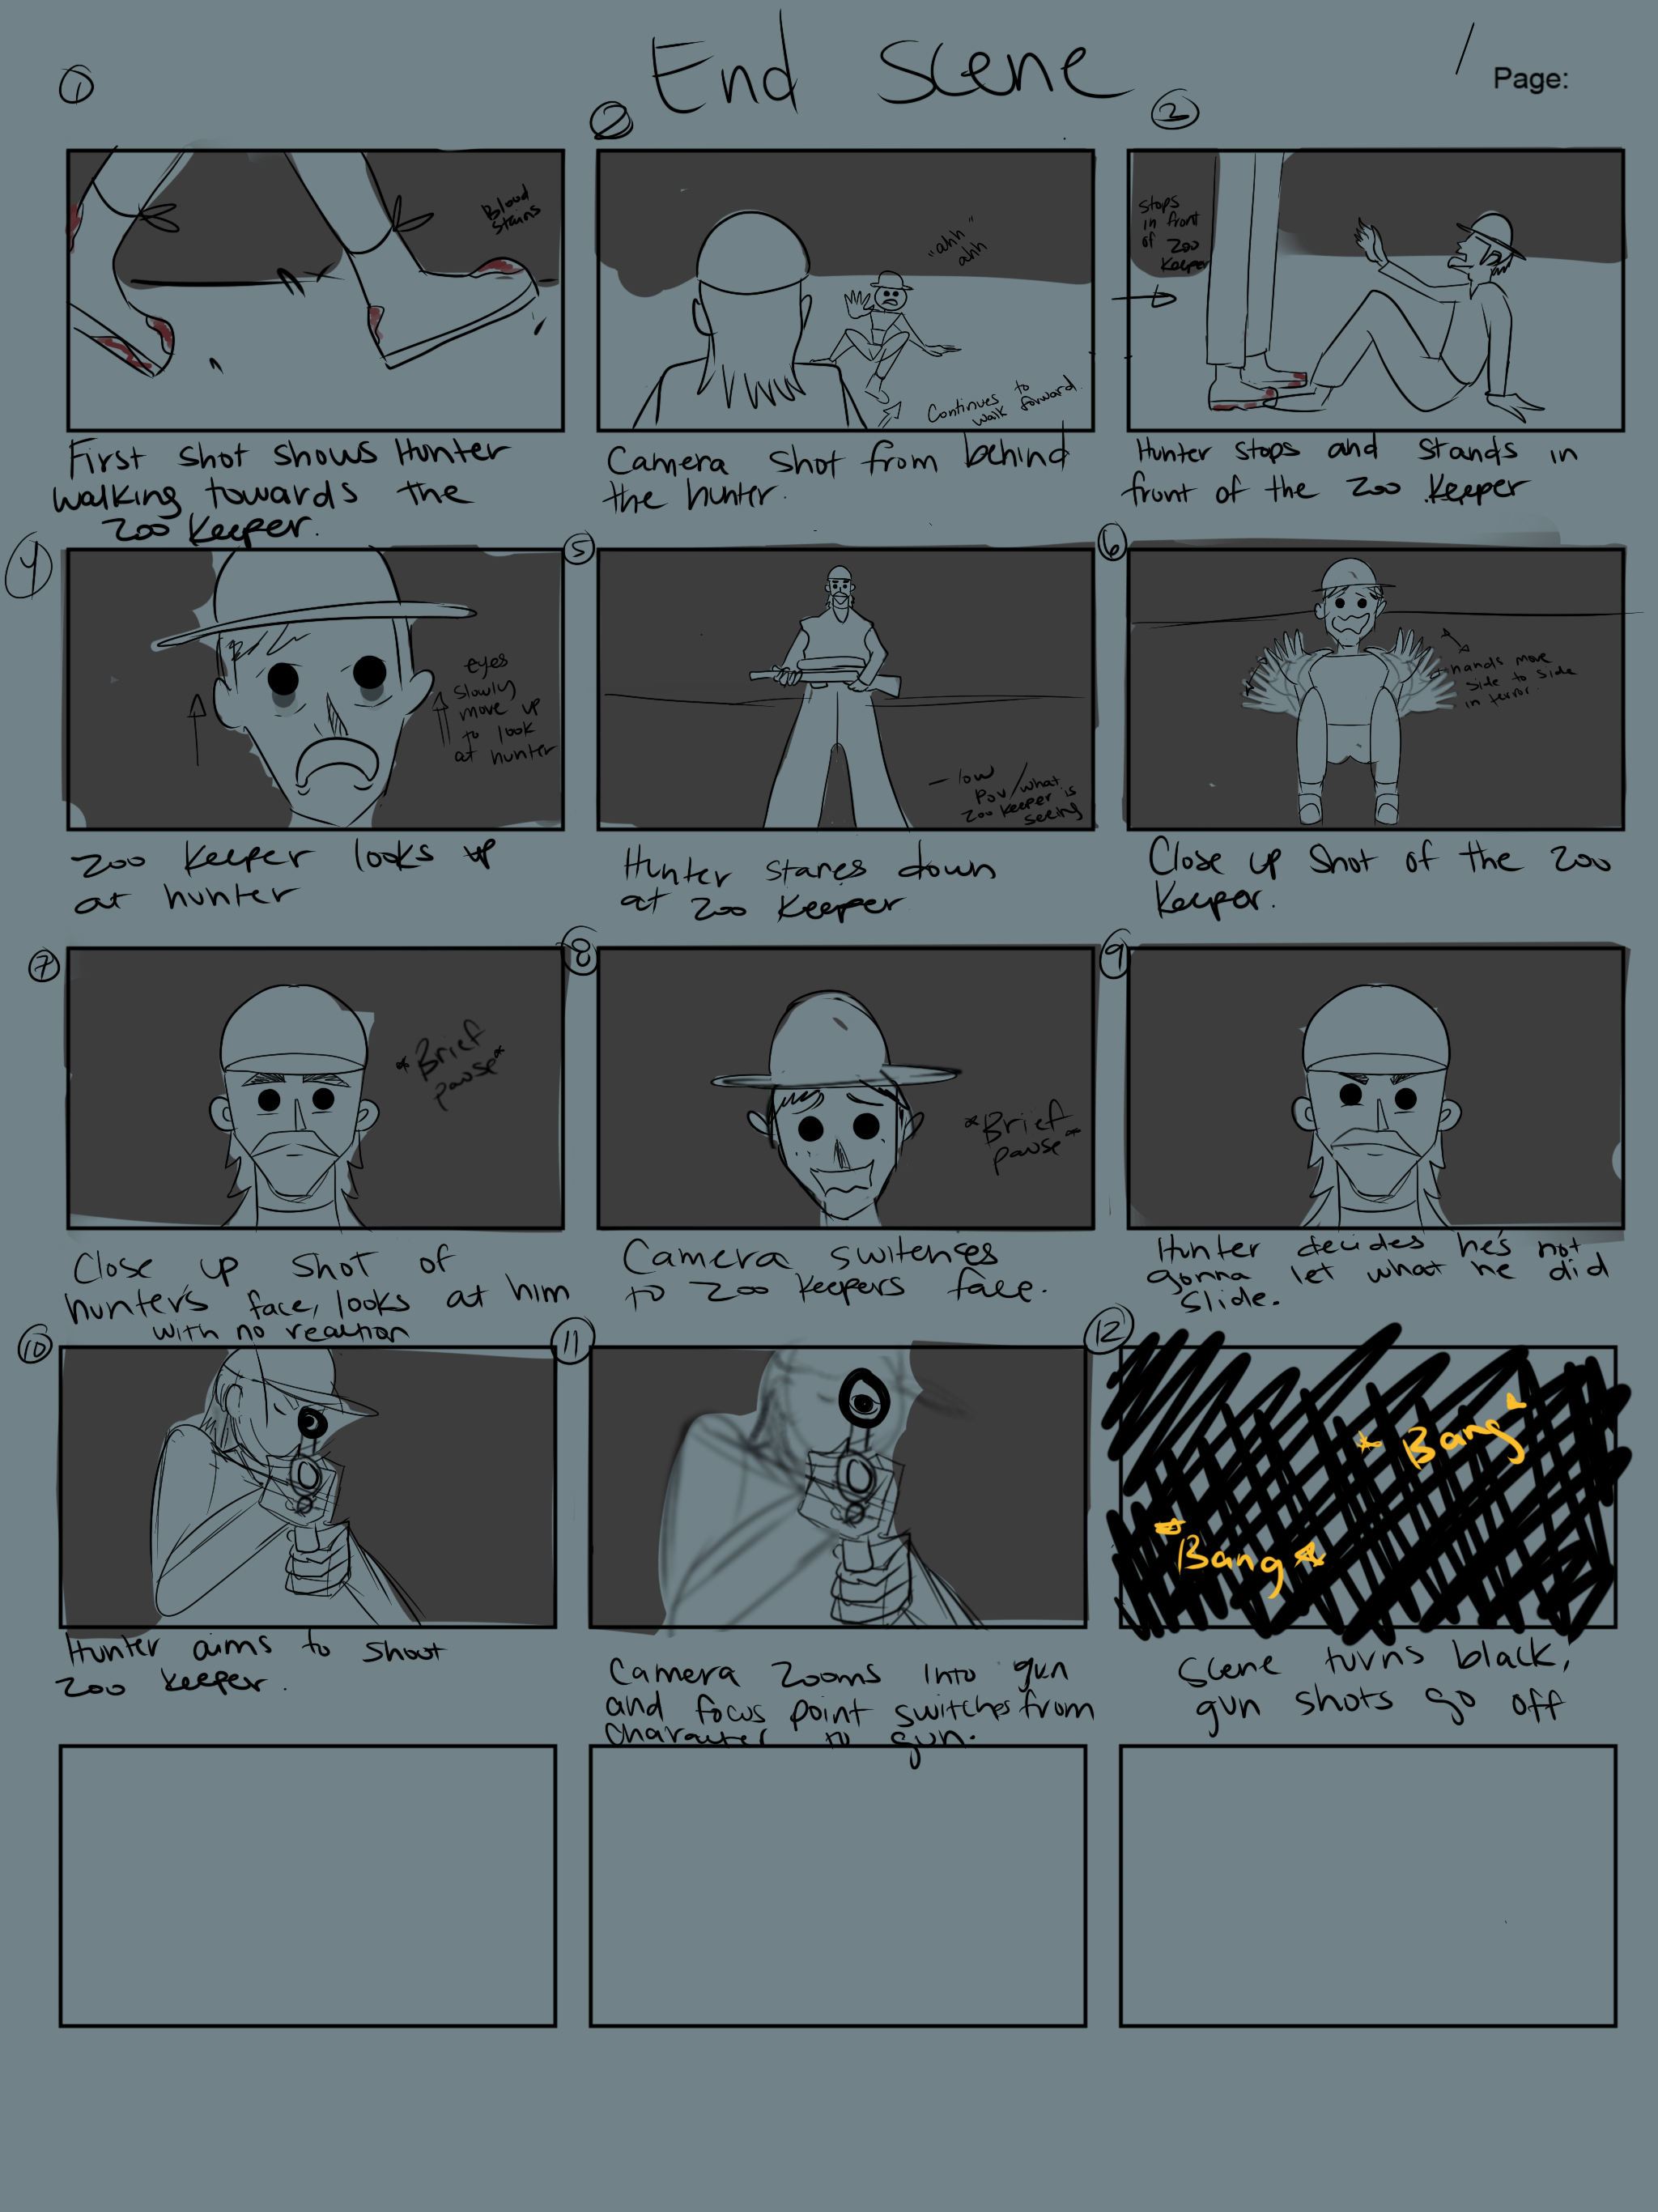 End Scene
/
Page:
1
2
2
Blood
stains
"ahh"
ahh
Continues to
walk forward.
stops
in front
of Zoo
Keeper
First shot shows Hunter
walking towards the
Zoo Keeper.
Camera shot from behind
the hunter.
Hunter stops and stands in
front of the Zoo Keeper
4
5
6
eyes
slowly
move up
to look
at hunter
- low
Pov/what
Zoo Keeper is
seeing
hands move
side to side
in terror.
Zoo Keeper looks up
at hunter
Hunter stares down
at Zoo Keeper
Close up shot of the Zoo
Keeper.
7
8
9
*Brief
pause*
*Brief
pause*
Close up shot of
hunter's face, looks at him
with no reaction
Camera switches
to Zoo Keepers face.
Hunter decides he's not
gonna let what he did
slide.
10
11
12
* Bang *
* Bang *
Hunter aims to shoot
Zoo Keeper.
Camera Zooms into gun
and focus point switches from
Character to gun.
Scene turns black,
gun shots go off